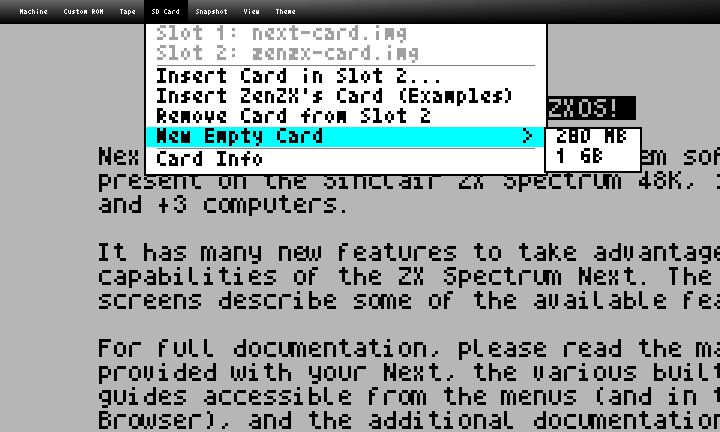 Machine Custom ROM Tape SD Card Snapshot View Theme
Slot 1: next-card.img
Slot 2: zenzx-card.img
Insert Card in Slot 2...
Insert ZenZX's Card (Examples)
Remove Card from Slot 2
New Empty Card >
Card Info
280 MB
1 GB
ZXOS!
Nex em sof
present on the Sinclair ZX Spectrum 48K, 1
and +3 computers.
It has many new features to take advantage
capabilities of the ZX Spectrum Next. The
screens describe some of the available fea
For full documentation, please read the ma
provided with your Next, the various built
guides accessible from the menus (and in t
Browser), and the additional documentation